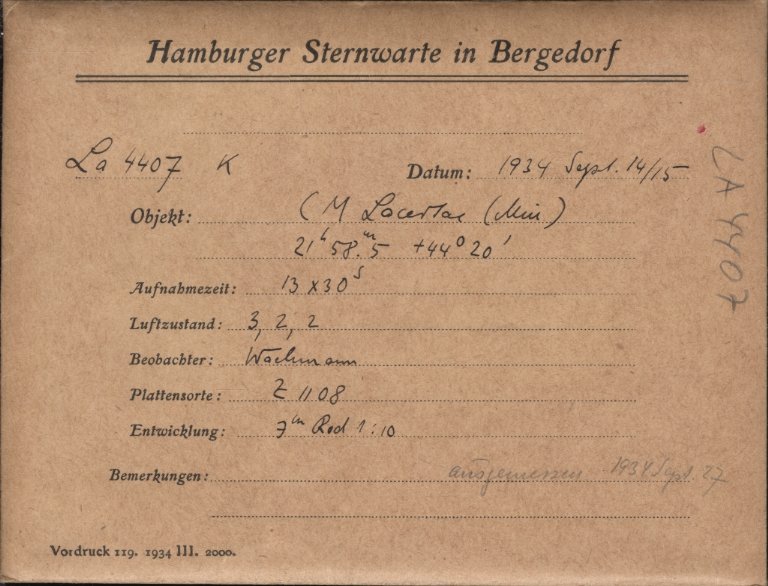 Hamburger Sternwarte in Bergedorf
La 4407 K
Datum: 1934 Sept. 14/15
Objekt: CM Lacertae (Min)
21h 58.m5 +44° 20'
Aufnahmezeit: 13 x 30s
Luftzustand: 3, 2, 2
Beobachter: Wachmann
Plattensorte: Z 1108
Entwicklung: 7m Rod 1:10
Bemerkungen: ausgemessen 1934 Sept. 27
Vordruck 119. 1934 III. 2000.
LA 4407